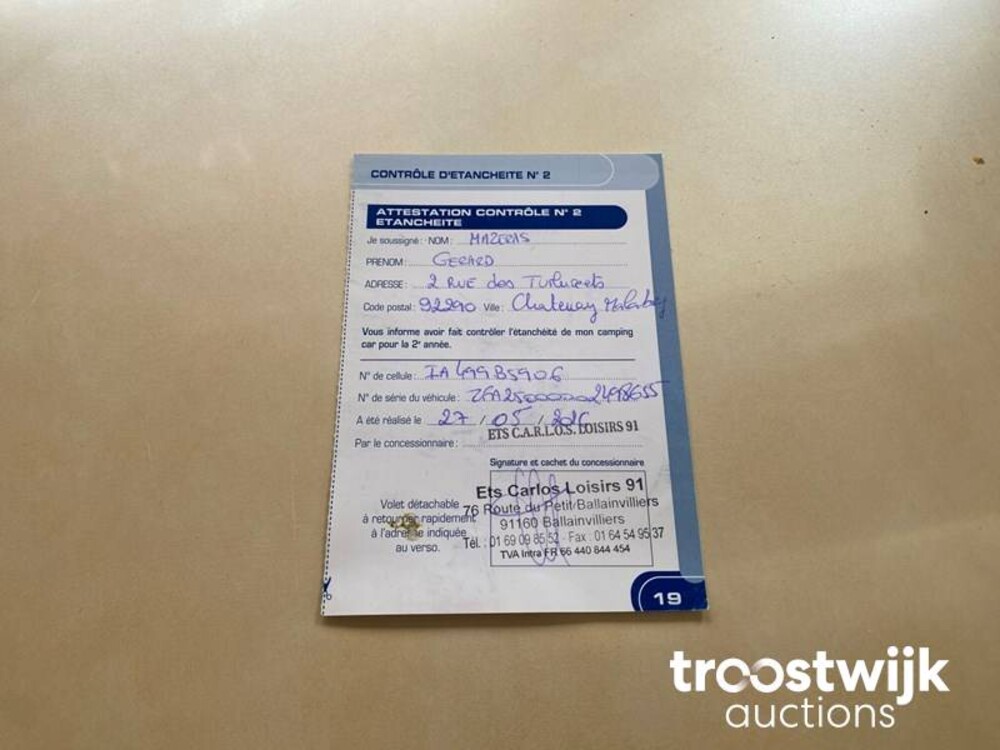 CONTRÔLE D'ETANCHEITE N° 2
ATTESTATION CONTRÔLE N° 2
ETANCHEITE
Je soussigné : NOM : MAZERAS
PRENOM : GERARD
ADRESSE : 2 RUE des
Code postal : 92290 Ville : Chatenay Malabry
Vous informe avoir fait contrôler l'étanchéité de mon camping
car pour la 2e année.
N° de cellule : IA499B5906
N° de série du véhicule : ZFA25000002498655
A été réalisé le 27 / 05 /
Par le concessionnaire : ETS C.A.R.L.O.S. LOISIRS 91
Signature et cachet du concessionnaire
Ets Carlos Loisirs 91
76 Route du Petit Ballainvilliers
91160 Ballainvilliers
Tél. : 01 69 09 85 52 - Fax : 01 64 54 95 37
TVA Intra FR 66 440 844 454
Volet détachable
à retourner rapidement
à l'adresse indiquée
au verso.
19
troostwijk
auctions